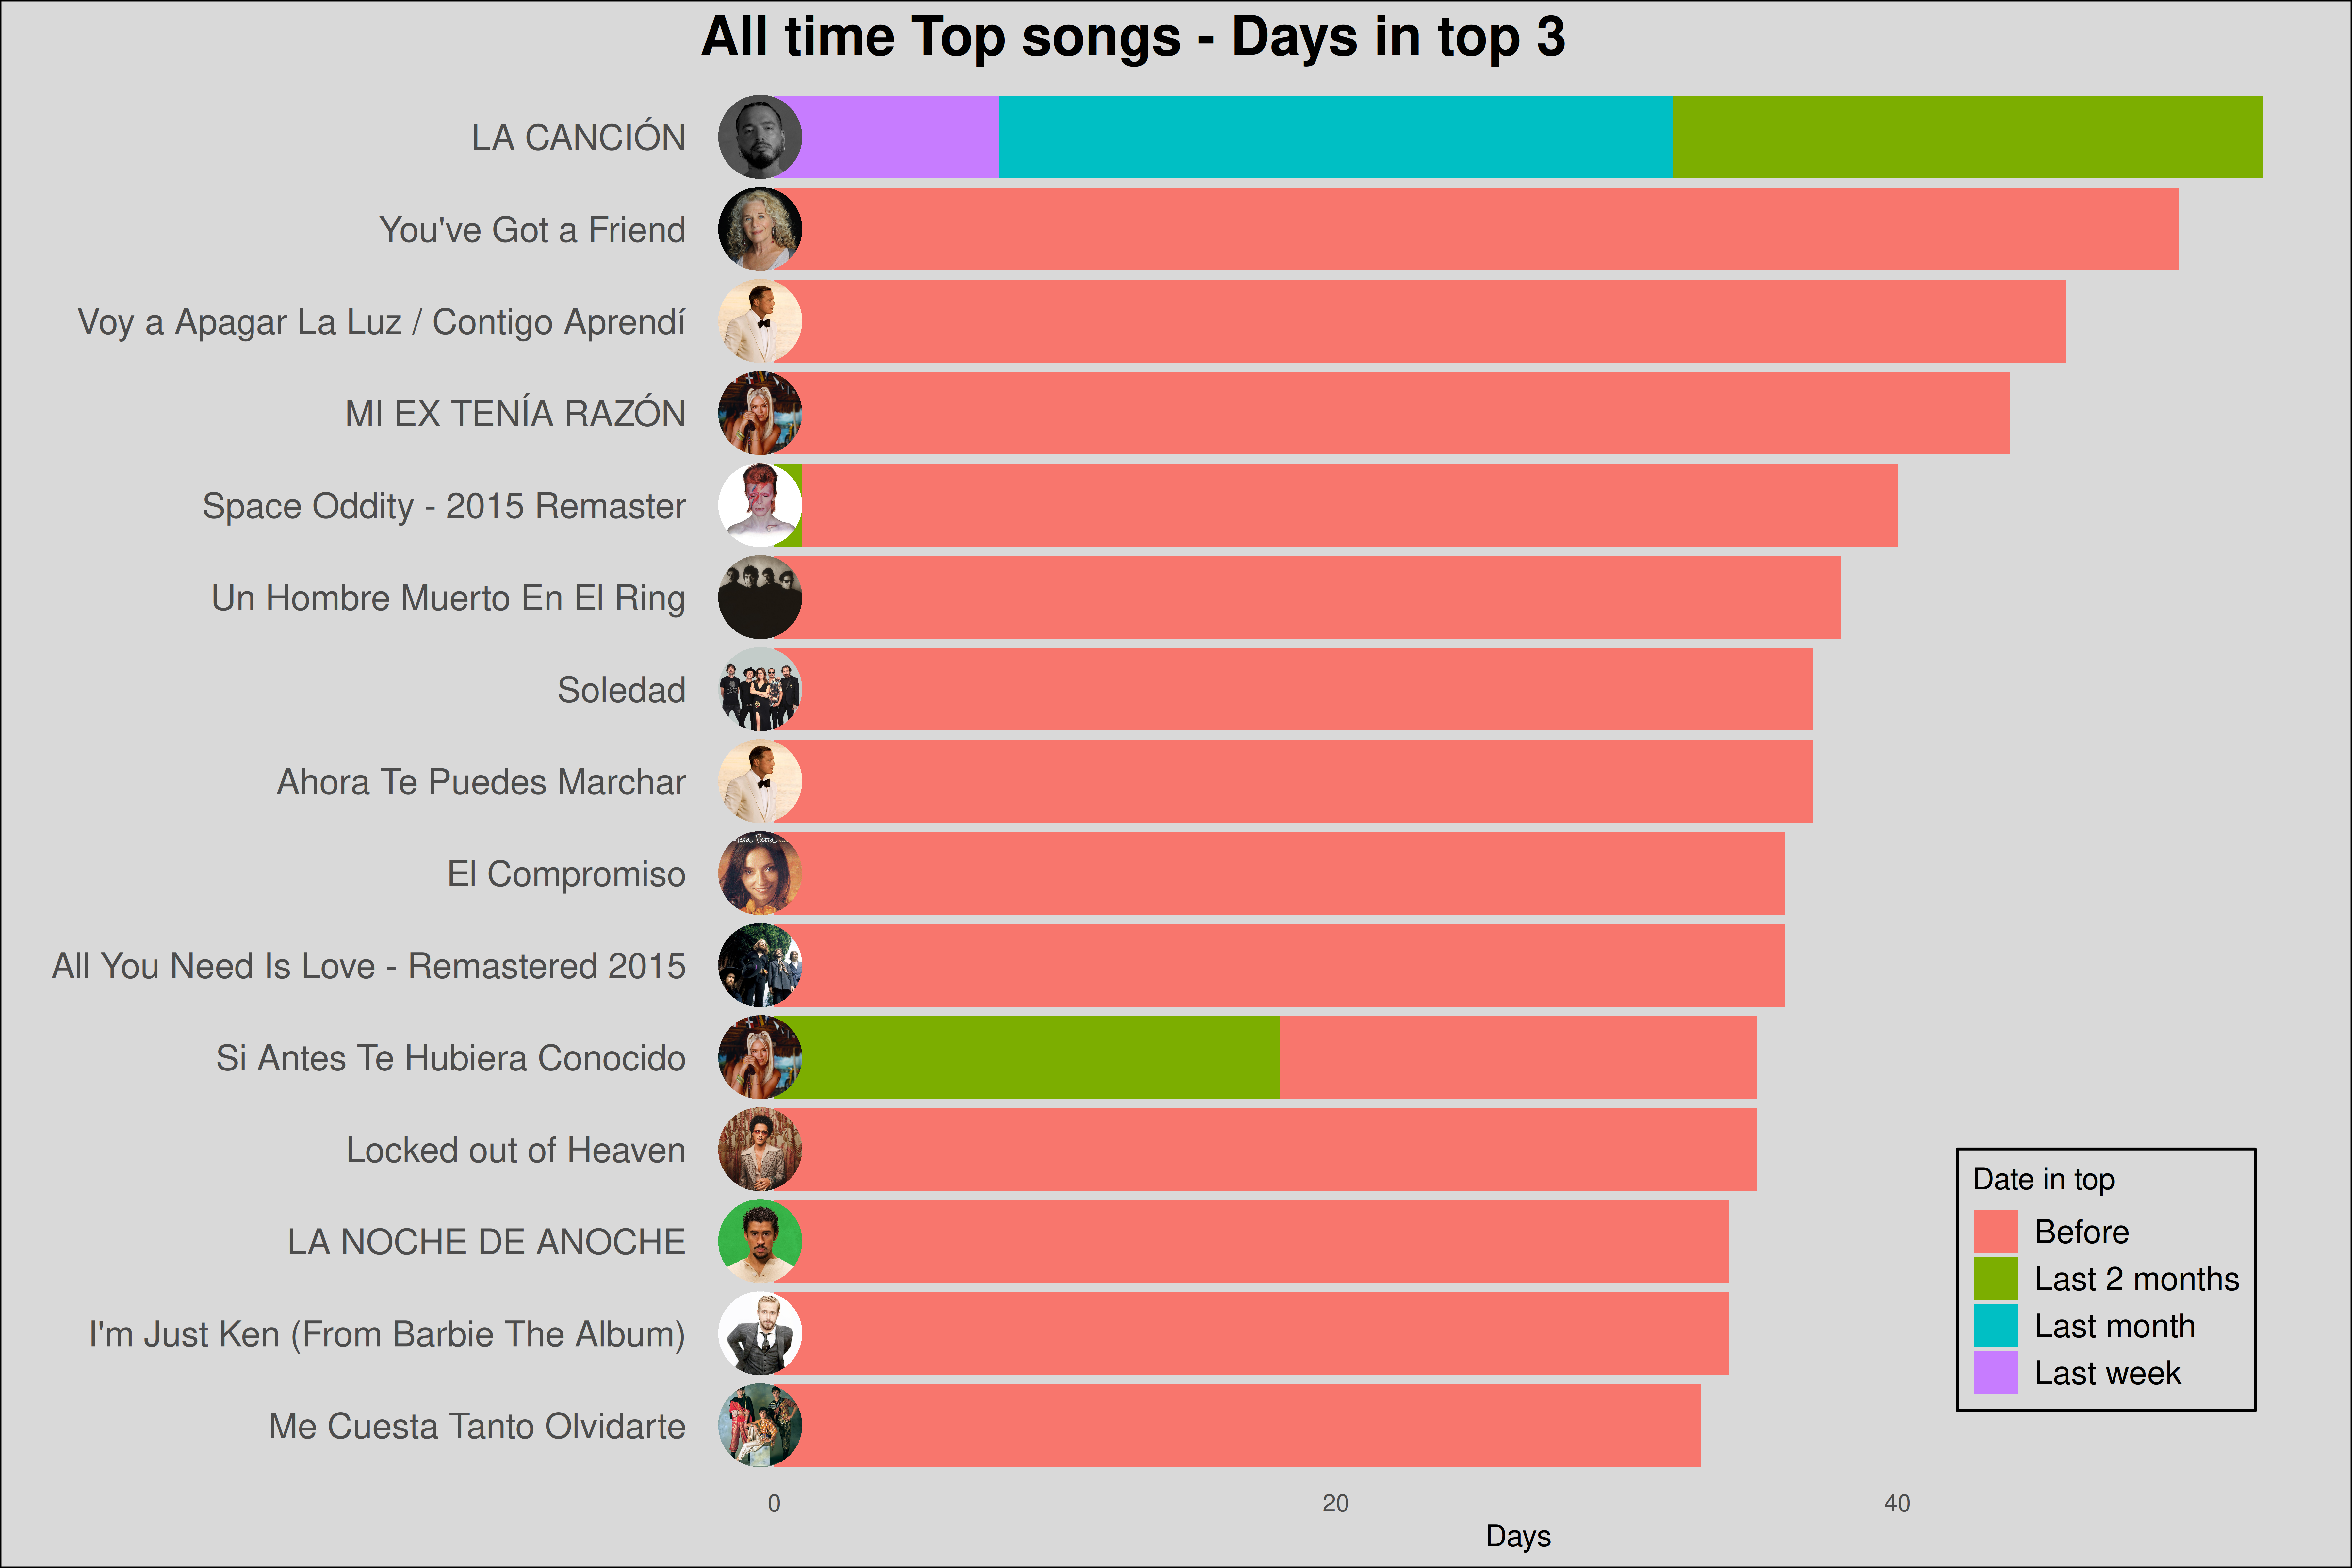 All time Top songs - Days in top 3
LA CANCIÓN
You've Got a Friend
Voy a Apagar La Luz / Contigo Aprendí
MI EX TENÍA RAZÓN
Space Oddity - 2015 Remaster
Un Hombre Muerto En El Ring
Soledad
Ahora Te Puedes Marchar
El Compromiso
All You Need Is Love - Remastered 2015
Si Antes Te Hubiera Conocido
Locked out of Heaven
LA NOCHE DE ANOCHE
I'm Just Ken (From Barbie The Album)
Me Cuesta Tanto Olvidarte
Date in top
Before
Last 2 months
Last month
Last week
0 20 40
Days